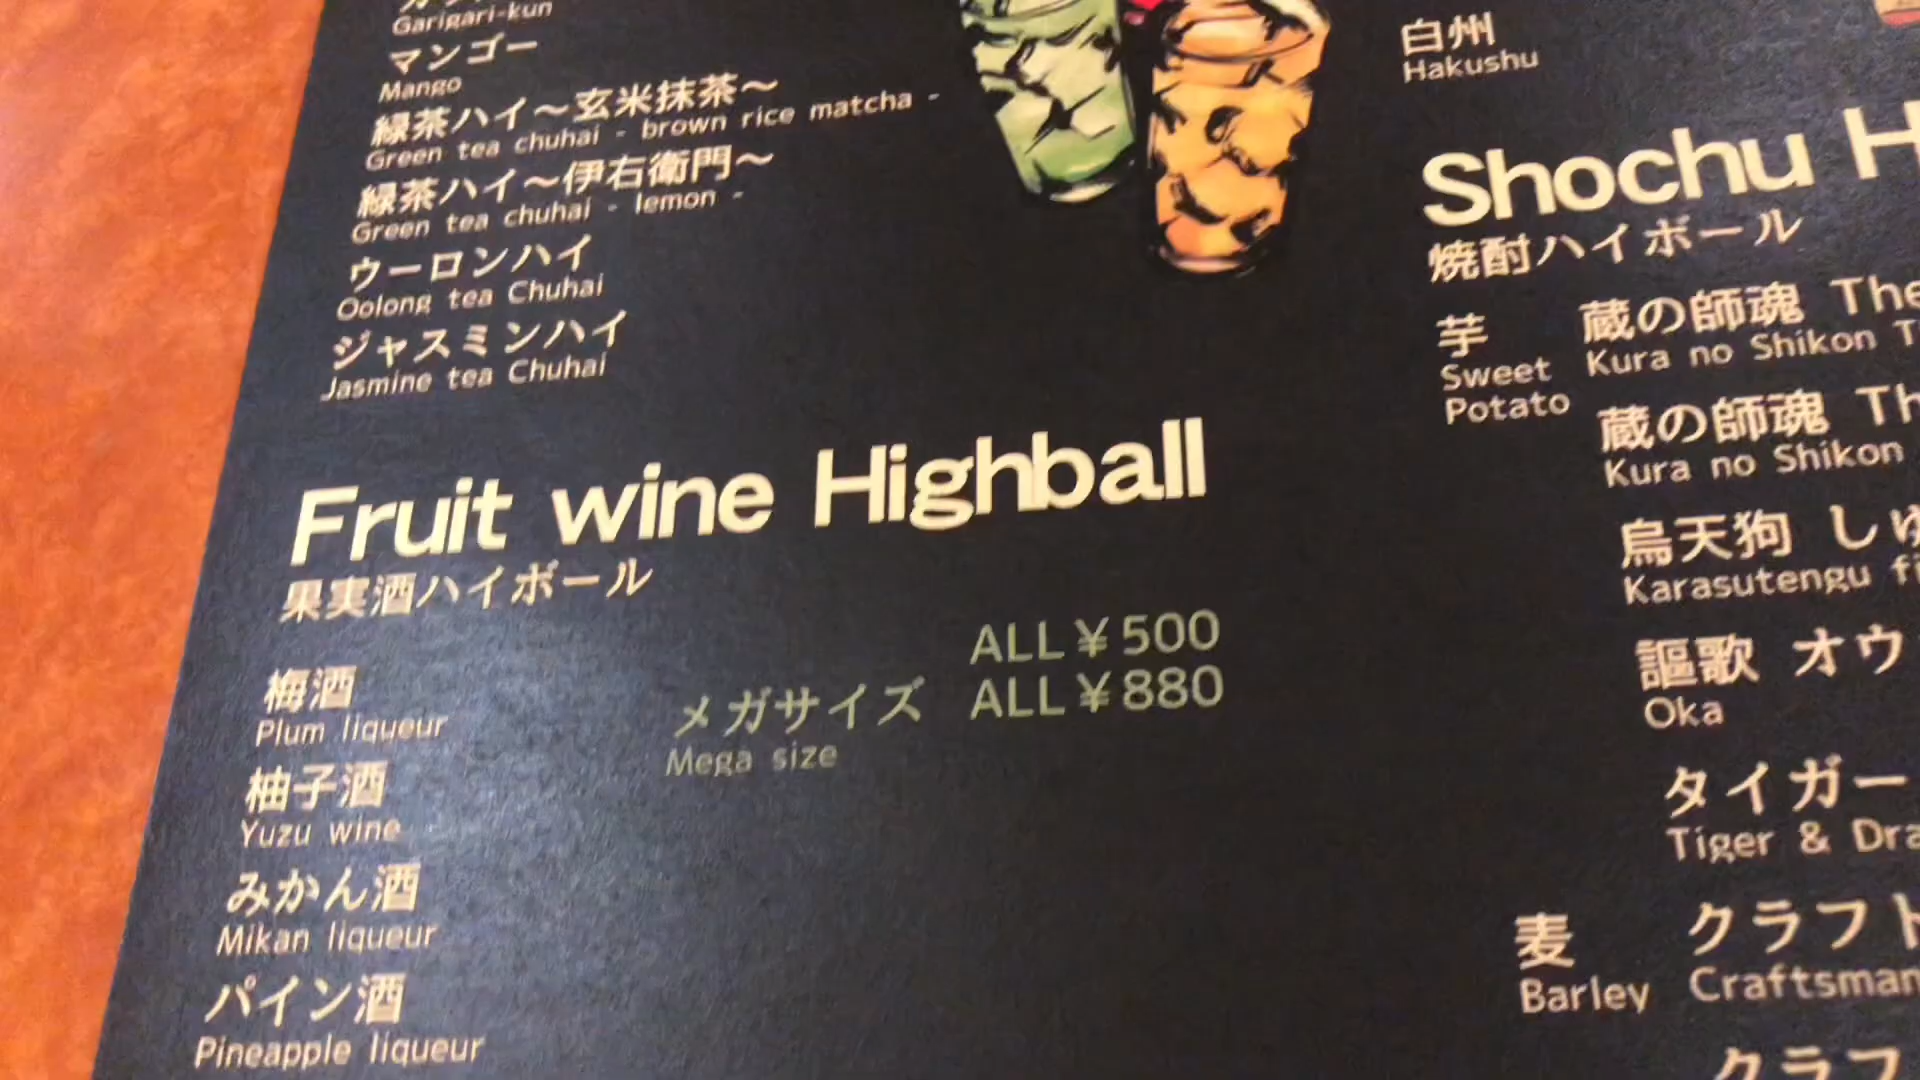 Garigari-kun
マンゴー
Mango
緑茶ハイ～玄米抹茶～
Green tea chuhai - brown rice matcha -
緑茶ハイ～伊右衛門～
Green tea chuhai - lemon -
ウーロンハイ
Oolong tea Chuhai
ジャスミンハイ
Jasmine tea Chuhai
Fruit wine Highball
果実酒ハイボール
ALL ¥500
メガサイズ ALL ¥880
Mega size
梅酒
Plum liqueur
柚子酒
Yuzu wine
みかん酒
Mikan liqueur
パイン酒
Pineapple liqueur
白州
Hakushu
Shochu H
焼酎ハイボール
芋 蔵の師魂 The
Sweet Potato
Kura no Shikon T
蔵の師魂 Th
Kura no Shikon
烏天狗 しゅ
Karasutengu fi
謳歌 オウ
Oka
タイガー
Tiger & Dra
麦 クラフト
Barley Craftsman
クラフ